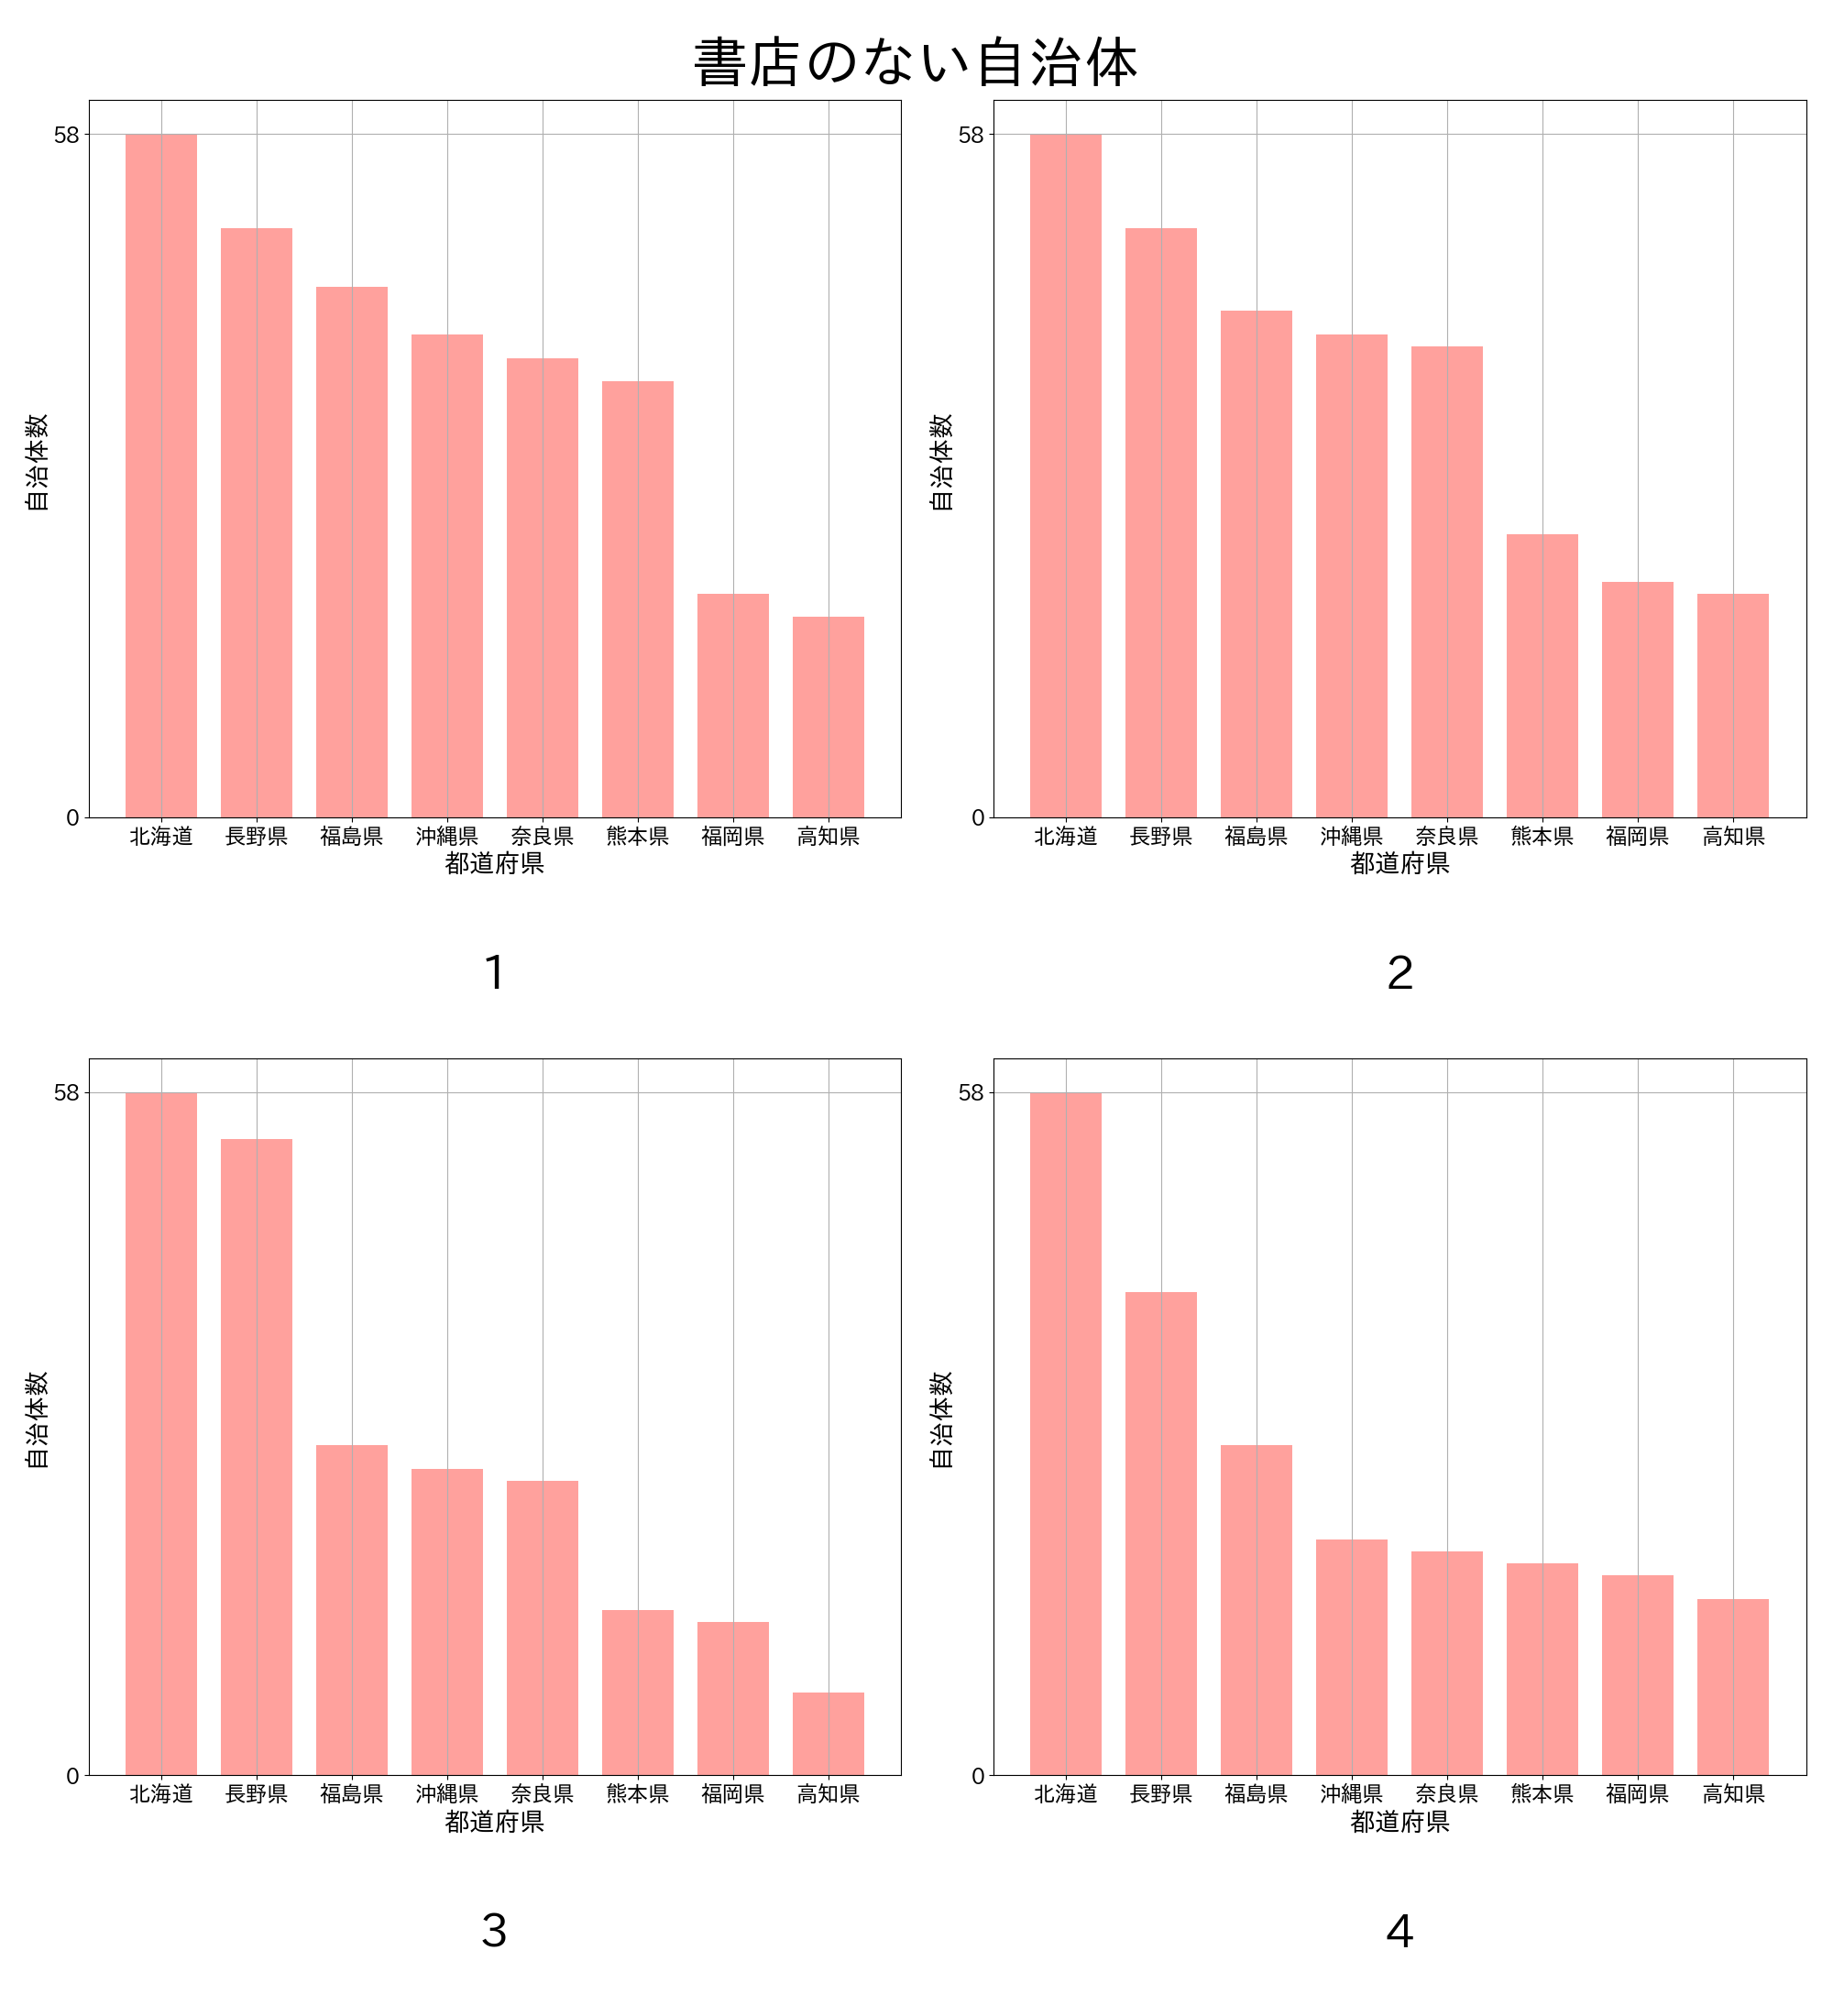 書店のない自治体
58
0
自治体数
北海道 長野県 福島県 沖縄県 奈良県 熊本県 福岡県 高知県
都道府県
1
58
0
自治体数
北海道 長野県 福島県 沖縄県 奈良県 熊本県 福岡県 高知県
都道府県
2
58
0
自治体数
北海道 長野県 福島県 沖縄県 奈良県 熊本県 福岡県 高知県
都道府県
3
58
0
自治体数
北海道 長野県 福島県 沖縄県 奈良県 熊本県 福岡県 高知県
都道府県
4